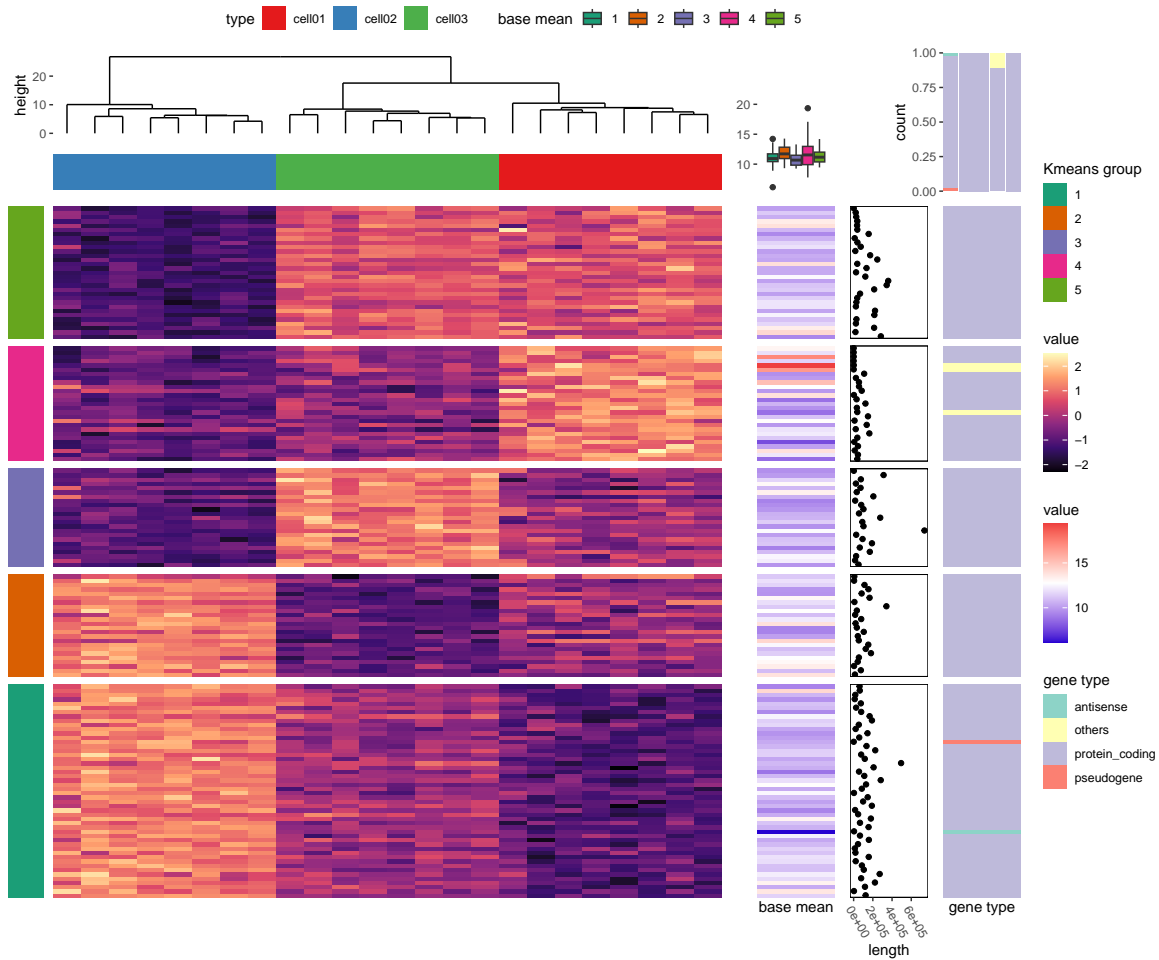 type cell01 cell02 cell03 base mean 1 2 3 4 5
height
20
10
0
20
15
10
count
1.00
0.75
0.50
0.25
0.00
Kmeans group
1
2
3
4
5
value
2
1
0
−1
−2
value
15
10
gene type
antisense
others
protein_coding
pseudogene
base mean
0e+00
2e+05
4e+05
6e+05
length
gene type